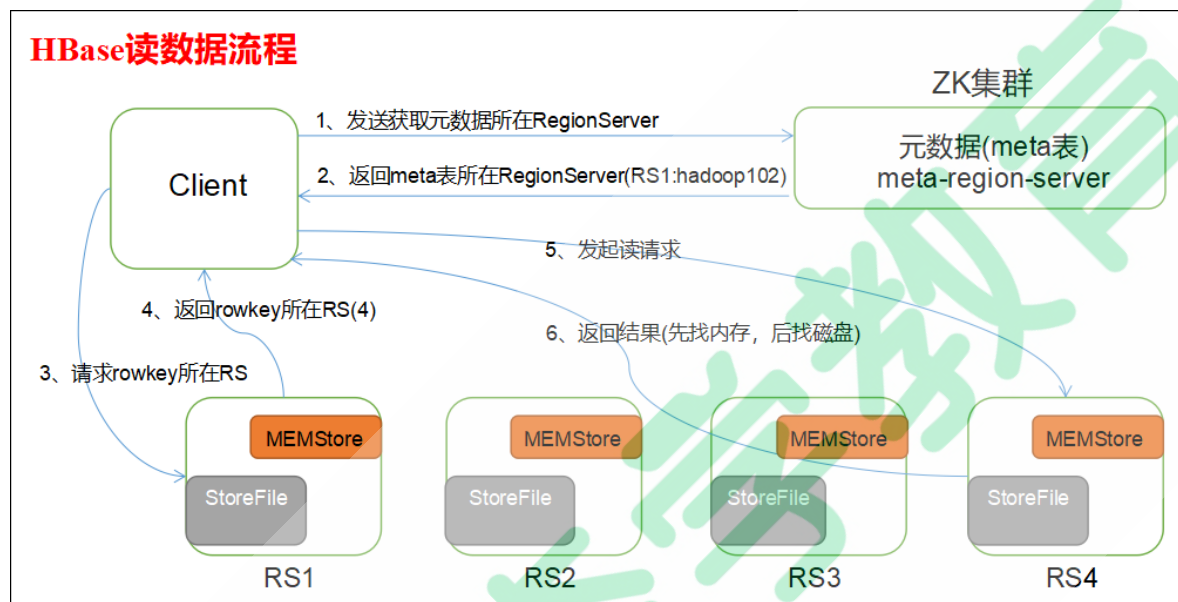 HBase读数据流程
ZK集群
1、发送获取元数据所在RegionServer
元数据(meta表)
meta-region-server
Client
2、返回meta表所在RegionServer(RS1:hadoop102)
5、发起读请求
4、返回rowkey所在RS(4)
6、返回结果(先找内存，后找磁盘)
3、请求rowkey所在RS
MEMStore
MEMStore
MEMStore
MEMStore
StoreFile
StoreFile
StoreFile
StoreFile
RS1
RS2
RS3
RS4
学教育